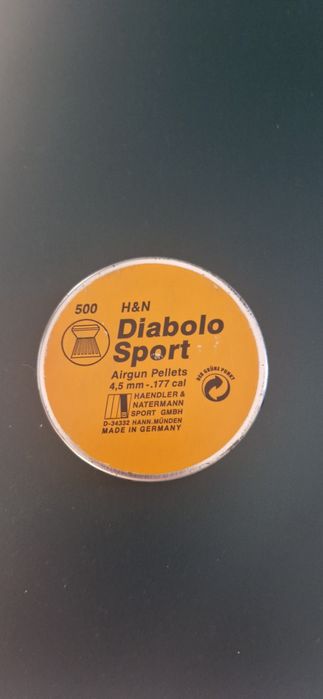 500 H&N
Diabolo
Sport
Airgun Pellets
4,5 mm-.177 cal
HAENDLER &
NATERMANN
SPORT GMBH
D-34332 HANN.MÜNDEN
MADE IN GERMANY
DER GRÜNE PUNKT